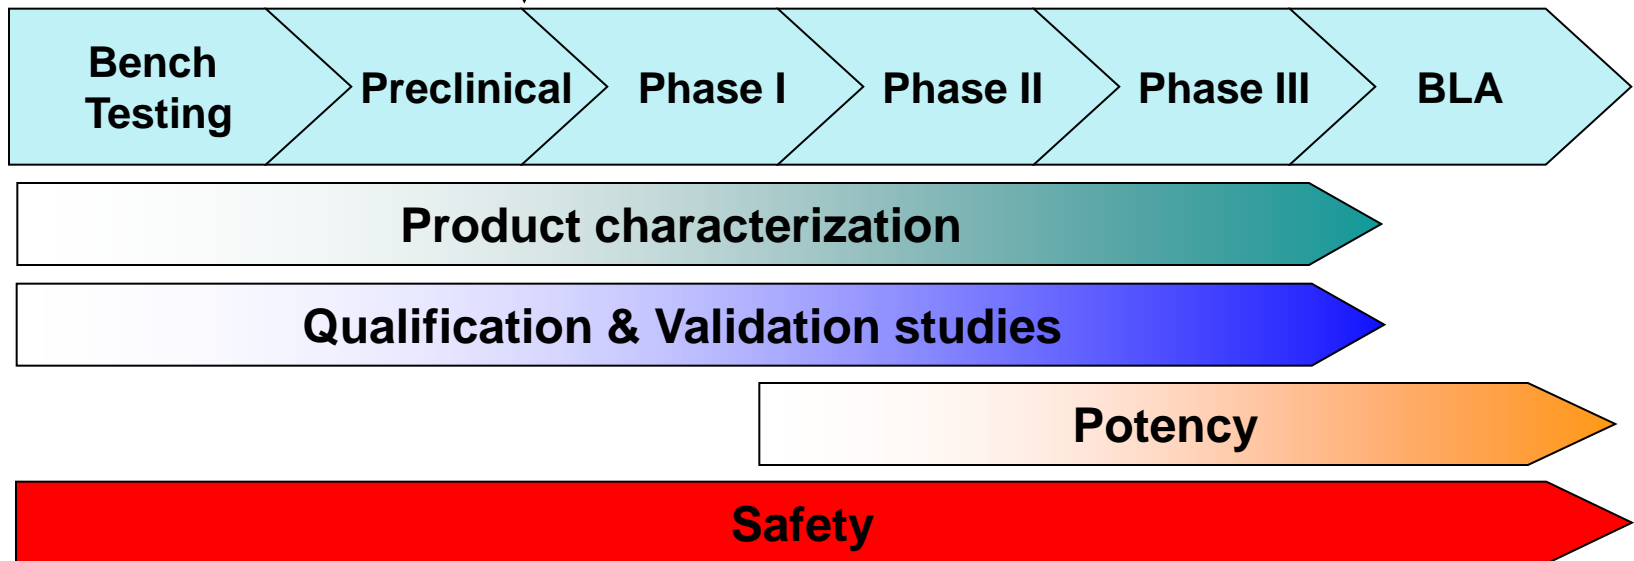 Bench
Testing
Preclinical
Phase I
Phase II
Phase III
BLA
Product characterization
Qualification & Validation studies
Potency
Safety